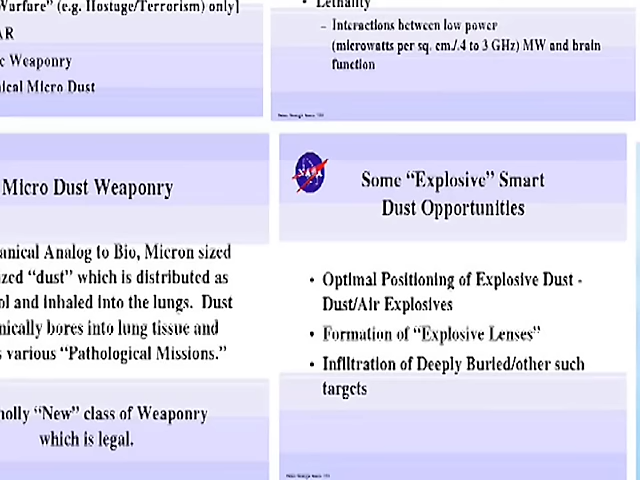 Warfare" (e.g. Hostage/Terrorism) only]
AR
c Weaponry
ical Micro Dust
• Lethality
– Interactions between low power
(microwatts per sq. cm./.4 to 3 GHz) MW and brain
function
Micro Dust Weaponry
anical Analog to Bio, Micron sized
zed "dust" which is distributed as
ol and inhaled into the lungs. Dust
nically bores into lung tissue and
s various "Pathological Missions."
holly "New" class of Weaponry
which is legal.
NASA
Some "Explosive" Smart
Dust Opportunities
• Optimal Positioning of Explosive Dust -
Dust/Air Explosives
• Formation of "Explosive Lenses"
• Infiltration of Deeply Buried/other such
targets